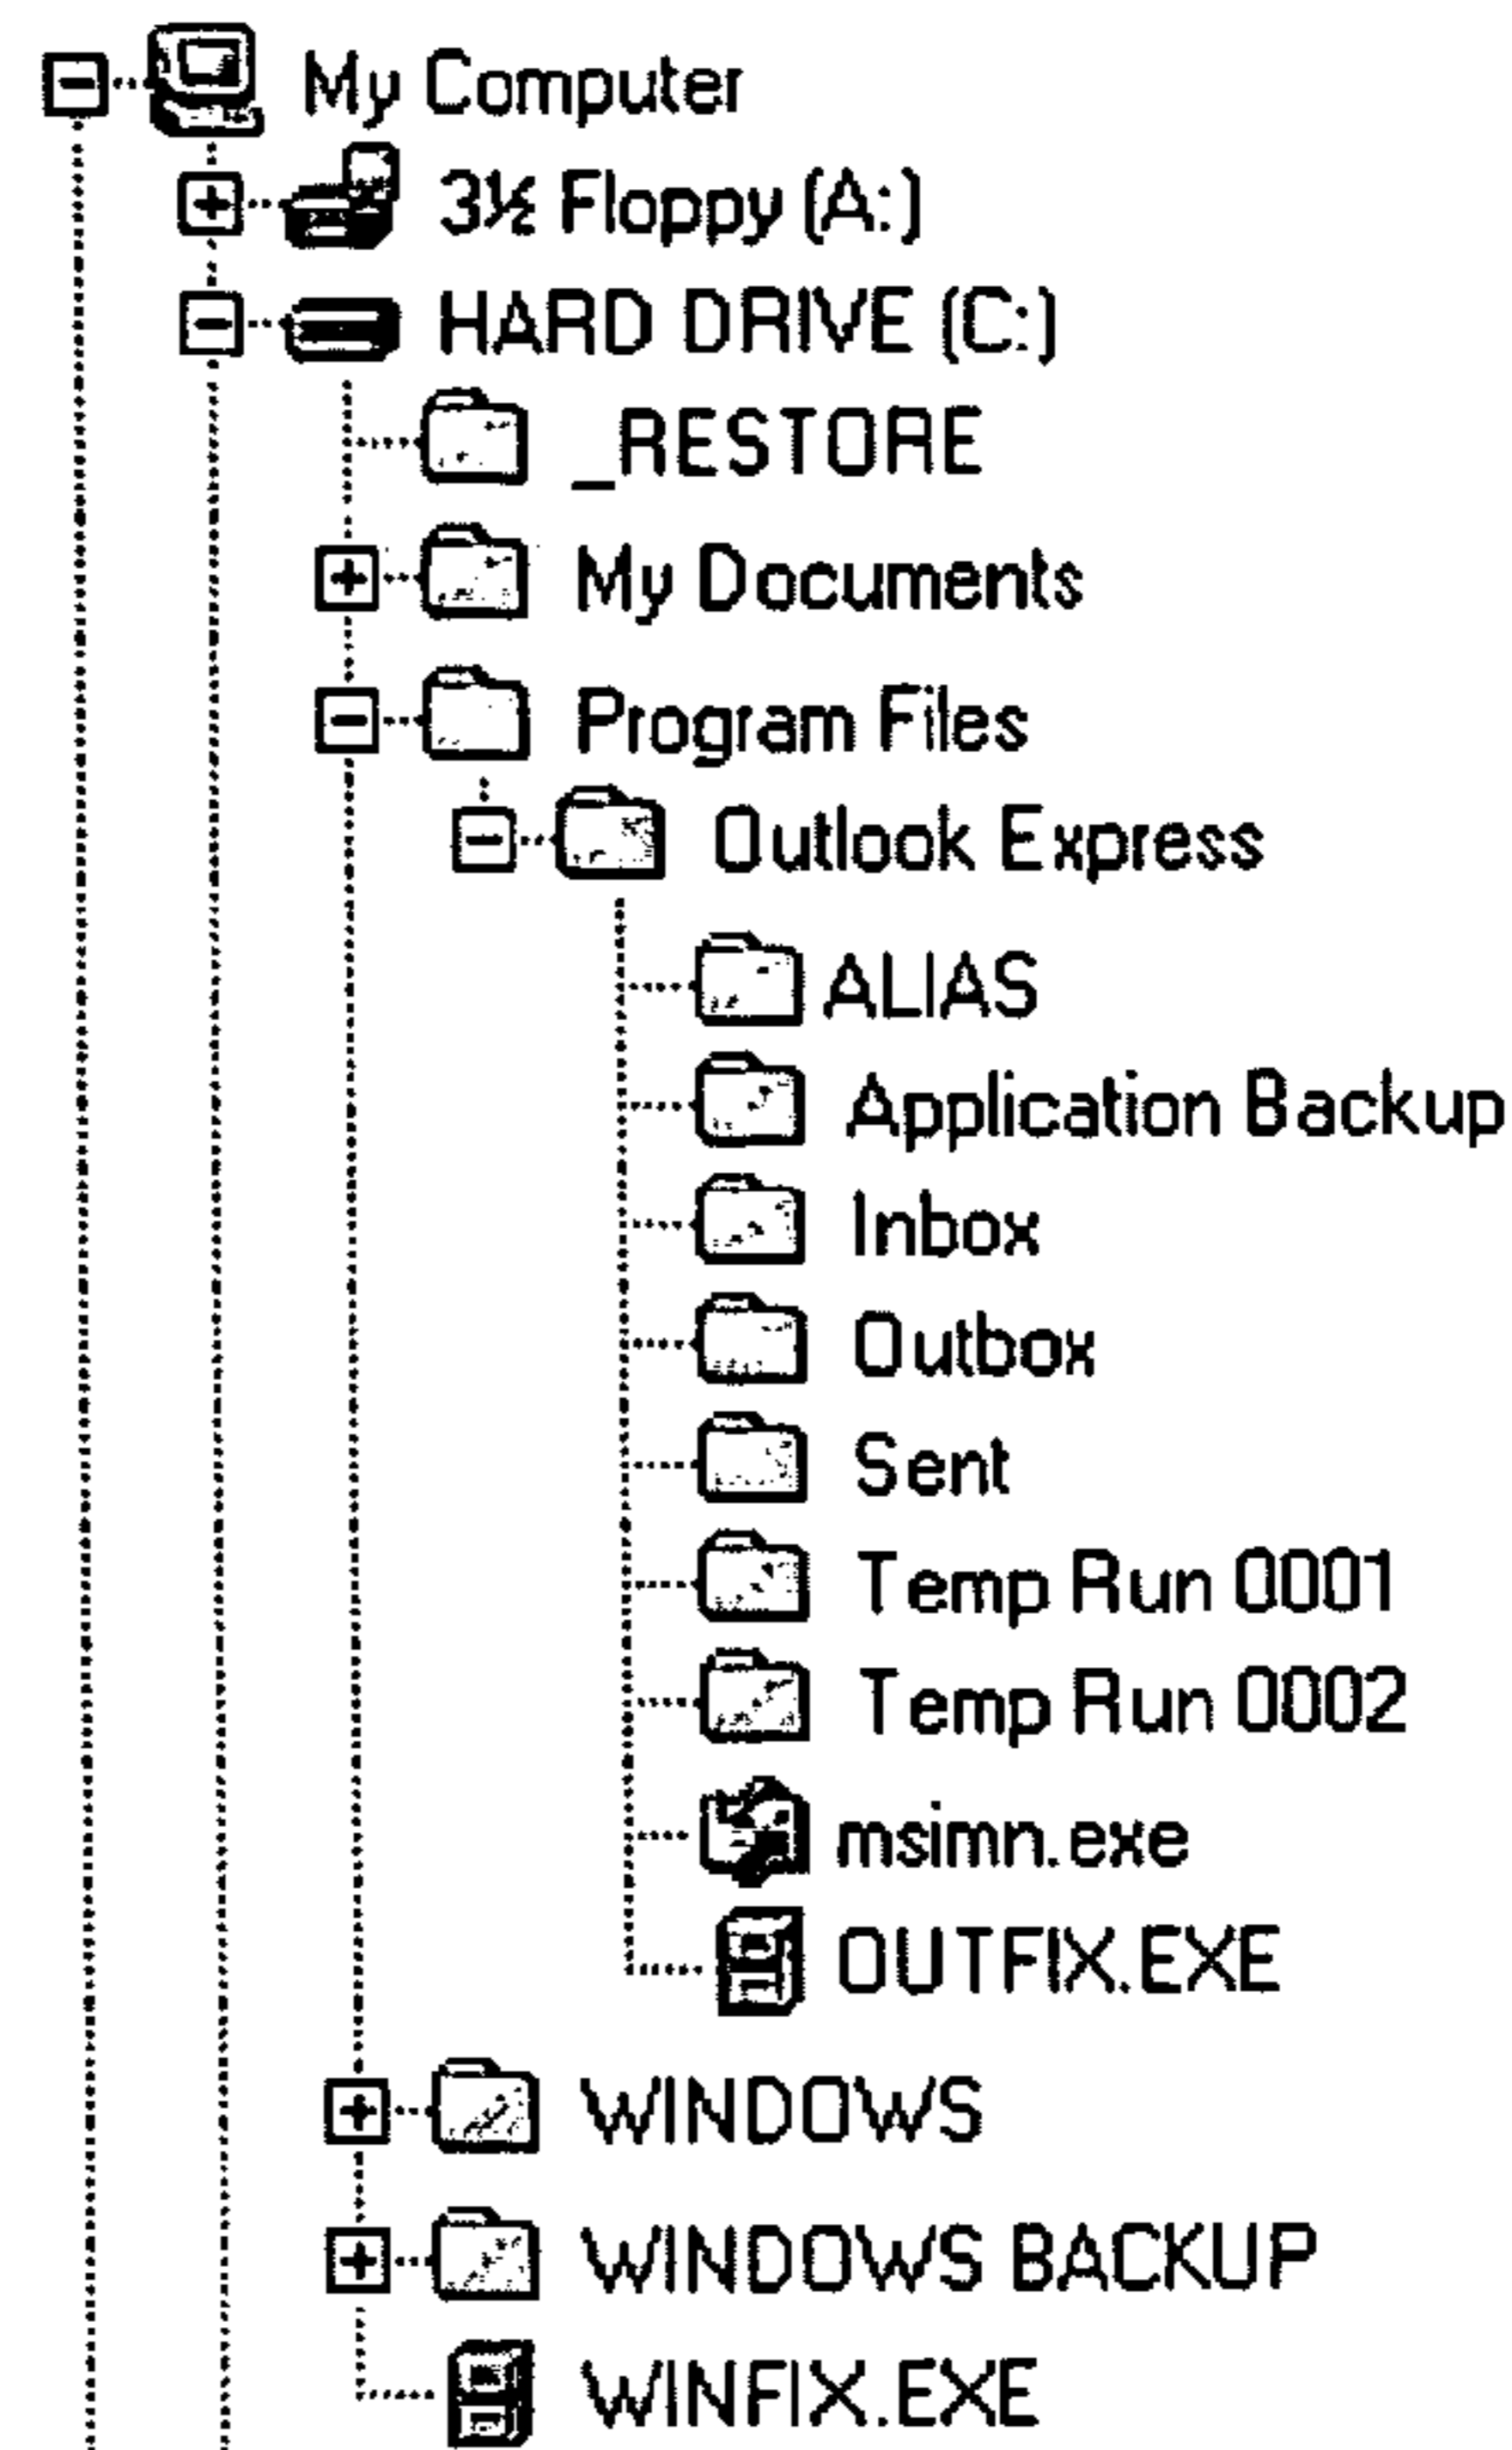 My Computer
3½ Floppy (A:)
HARD DRIVE (C:)
_RESTORE
My Documents
Program Files
Outlook Express
ALIAS
Application Backup
Inbox
Outbox
Sent
Temp Run 0001
Temp Run 0002
msimn.exe
OUTFIX.EXE
WINDOWS
WINDOWS BACKUP
WINFIX.EXE